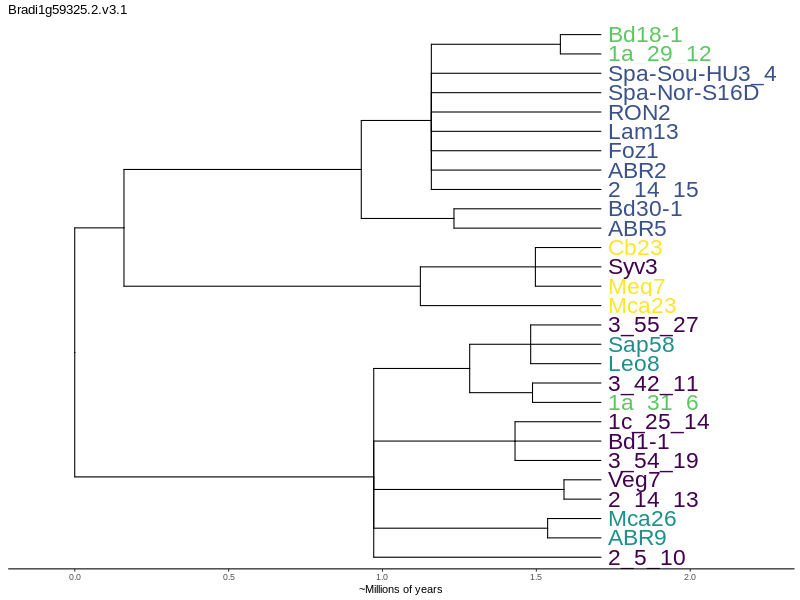 Bradi1g59325.2.v3.1
Bd18-1
1a_29_12
Spa-Sou-HU3_4
Spa-Nor-S16D
RON2
Lam13
Foz1
ABR2
2_14_15
Bd30-1
ABR5
Cb23
Syv3
Meg7
Mca23
3_55_27
Sap58
Leo8
3_42_11
1a_31_6
1c_25_14
Bd1-1
3_54_19
Veg7
2_14_13
Mca26
ABR9
2_5_10
0.0 0.5 1.0 1.5 2.0
~Millions of years